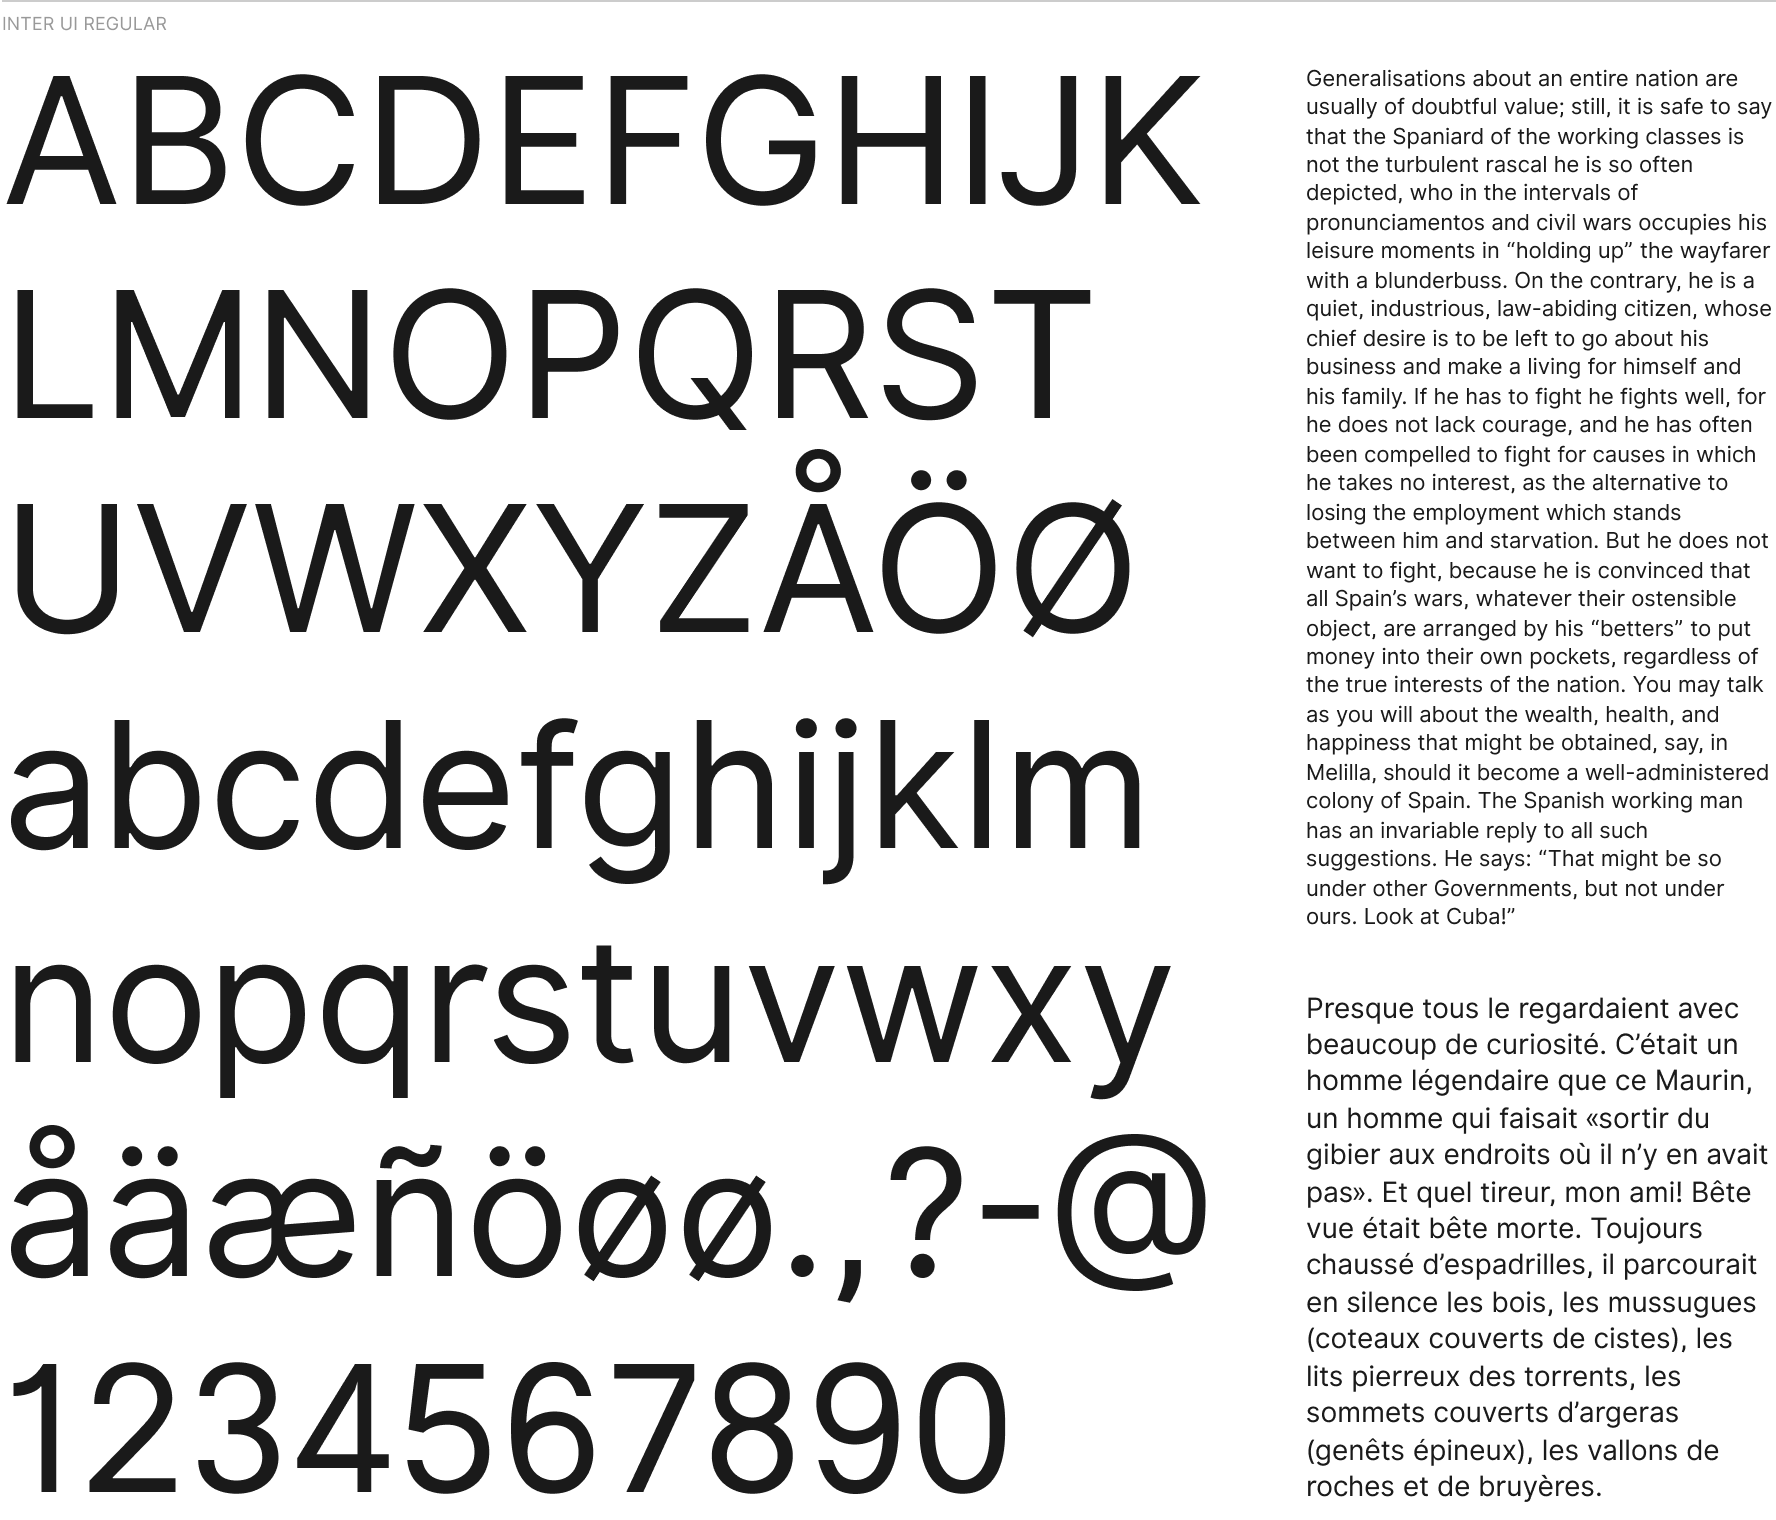 INTER UI REGULAR
ABCDEFGHIJK
LMNOPQRST
UVWXYZÅÖØ
abcdefghijklm
nopqrstuvwxy
åäæñöøø.,?-@
1234567890
Generalisations about an entire nation are
usually of doubtful value; still, it is safe to say
that the Spaniard of the working classes is
not the turbulent rascal he is so often
depicted, who in the intervals of
pronunciamentos and civil wars occupies his
leisure moments in “holding up” the wayfarer
with a blunderbuss. On the contrary, he is a
quiet, industrious, law-abiding citizen, whose
chief desire is to be left to go about his
business and make a living for himself and
his family. If he has to fight he fights well, for
he does not lack courage, and he has often
been compelled to fight for causes in which
he takes no interest, as the alternative to
losing the employment which stands
between him and starvation. But he does not
want to fight, because he is convinced that
all Spain’s wars, whatever their ostensible
object, are arranged by his “betters” to put
money into their own pockets, regardless of
the true interests of the nation. You may talk
as you will about the wealth, health, and
happiness that might be obtained, say, in
Melilla, should it become a well-administered
colony of Spain. The Spanish working man
has an invariable reply to all such
suggestions. He says: “That might be so
under other Governments, but not under
ours. Look at Cuba!”
Presque tous le regardaient avec
beaucoup de curiosité. C’était un
homme légendaire que ce Maurin,
un homme qui faisait «sortir du
gibier aux endroits où il n’y en avait
pas». Et quel tireur, mon ami! Bête
vue était bête morte. Toujours
chaussé d’espadrilles, il parcourait
en silence les bois, les mussugues
(coteaux couverts de cistes), les
lits pierreux des torrents, les
sommets couverts d’argeras
(genêts épineux), les vallons de
roches et de bruyères.